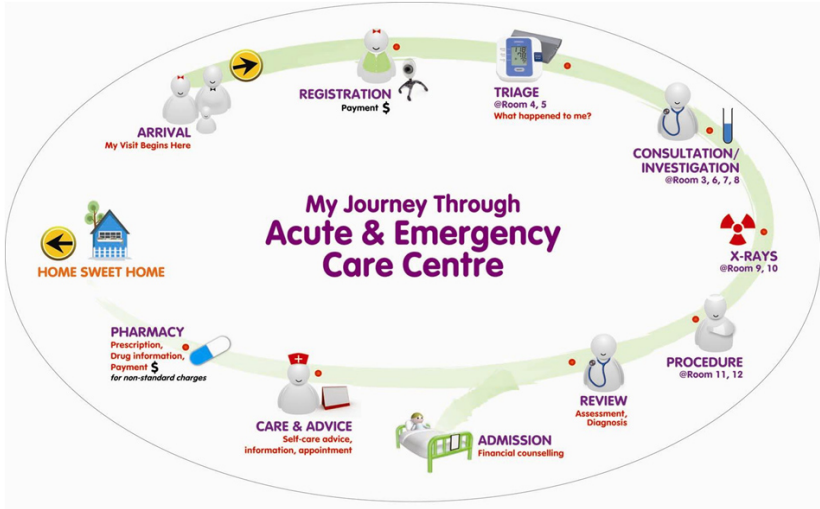 My Journey Through
Acute & Emergency
Care Centre
ARRIVAL
My Visit Begins Here
REGISTRATION
Payment $
TRIAGE
@Room 4, 5
What happened to me?
CONSULTATION/
INVESTIGATION
@Room 3, 6, 7, 8
X-RAYS
@Room 9, 10
PROCEDURE
@Room 11, 12
REVIEW
Assessment,
Diagnosis
ADMISSION
Financial counselling
CARE & ADVICE
Self-care advice,
information, appointment
PHARMACY
Prescription,
Drug information,
Payment $
for non-standard charges
HOME SWEET HOME